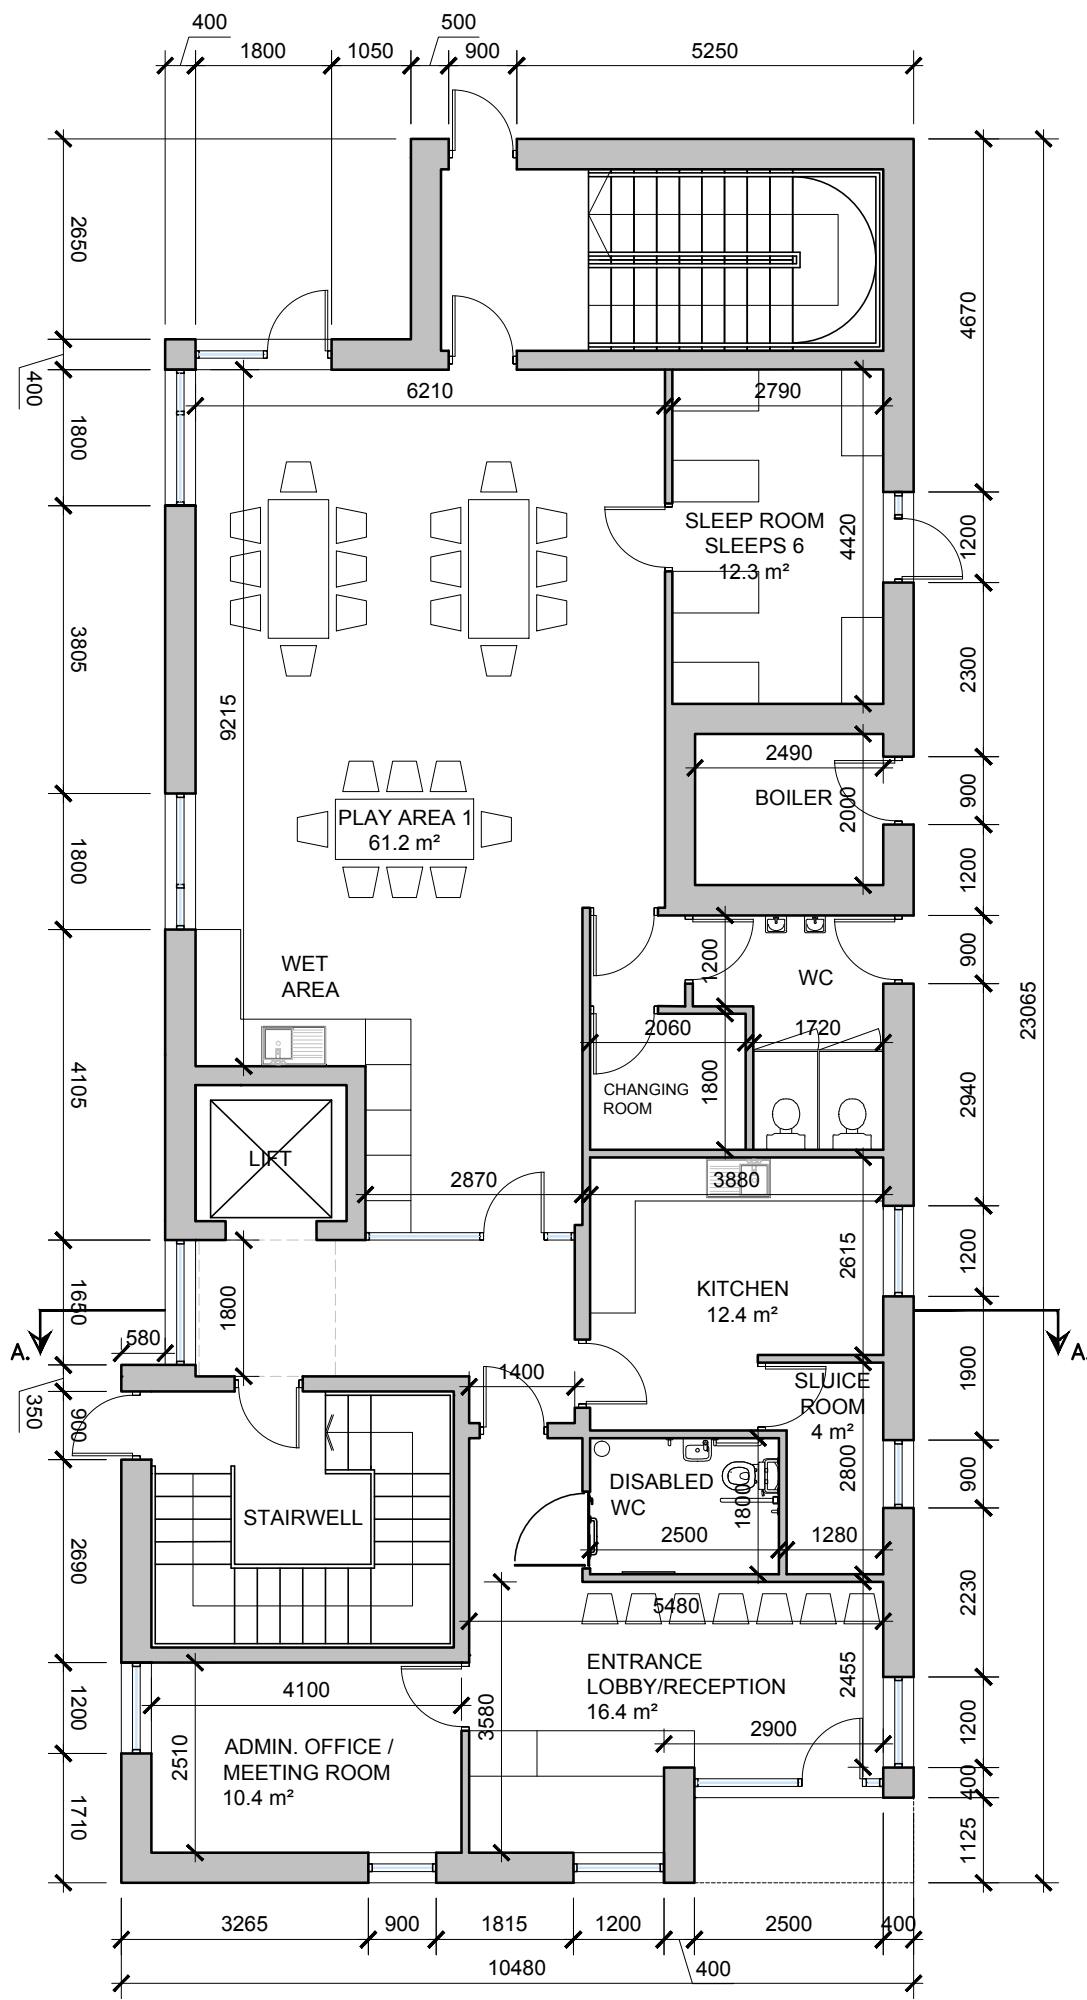 400
500
1800
1050
900
5250
2650
400
1800
3805
1800
4105
1650
580
350
900
2690
1200
1710
4670
1200
2300
900
1200
900
2940
1200
1900
900
2230
1200
400
1125
23065
6210
2790
9215
4420
SLEEP ROOM
SLEEPS 6
12.3 m²
2490
BOILER
2000
PLAY AREA 1
61.2 m²
WET
AREA
1200
WC
2060
1720
CHANGING
ROOM
1800
LIFT
2870
3880
2615
KITCHEN
12.4 m²
1800
A.
A.
1400
SLUICE
ROOM
4 m²
2800
DISABLED
WC
1800
2500
1280
STAIRWELL
5480
ENTRANCE
LOBBY/RECEPTION
16.4 m²
2455
3580
2900
4100
2510
ADMIN. OFFICE /
MEETING ROOM
10.4 m²
3265
900
1815
1200
2500
400
10480
400